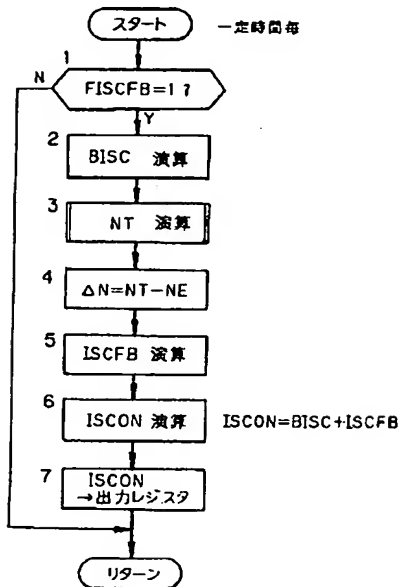 スタート 一定時間毎
1
N FISCFB=1?
Y
2
BISC 演算
3
NT 演算
4
ΔN=NT-NE
5
ISCFB 演算
6
ISCON 演算 ISCON=BISC+ISCFB
7
ISCON
→出力レジスタ
リターン